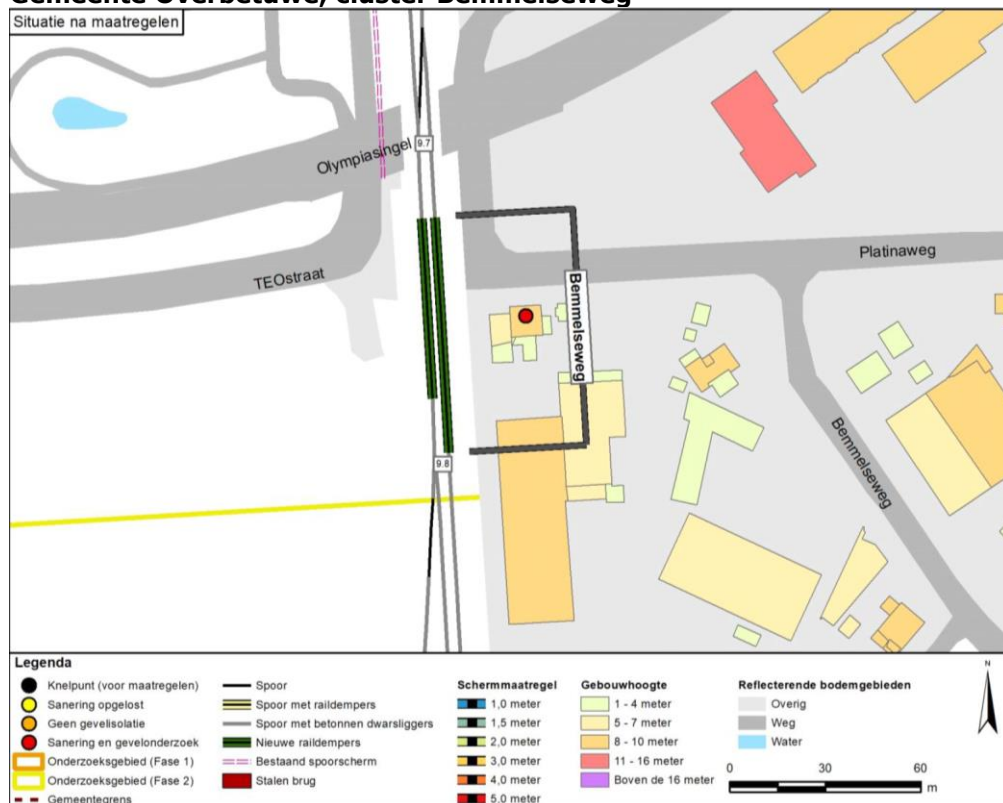 Gemeente Overbetuwe, cluster Bemmelseweg
Situatie na maatregelen
9.7
Olympiasingel
Platinaweg
TEOstraat
Bemmelseweg
Bemmelseweg
9.8
Legenda
Knelpunt (voor maatregelen)
Sanering opgelost
Geen gevelisolatie
Sanering en gevelonderzoek
Onderzoeksgebied (Fase 1)
Onderzoeksgebied (Fase 2)
Gemeentegrens
Spoor
Spoor met raildempers
Spoor met betonnen dwarsliggers
Nieuwe raildempers
Bestaand spoorscherm
Stalen brug
Schermmaatregel
1,0 meter
1,5 meter
2,0 meter
3,0 meter
4,0 meter
5,0 meter
Gebouwhoogte
1 - 4 meter
5 - 7 meter
8 - 10 meter
11 - 16 meter
Boven de 16 meter
Reflecterende bodemgebieden
Overig
Weg
Water
N
0 30 60
m